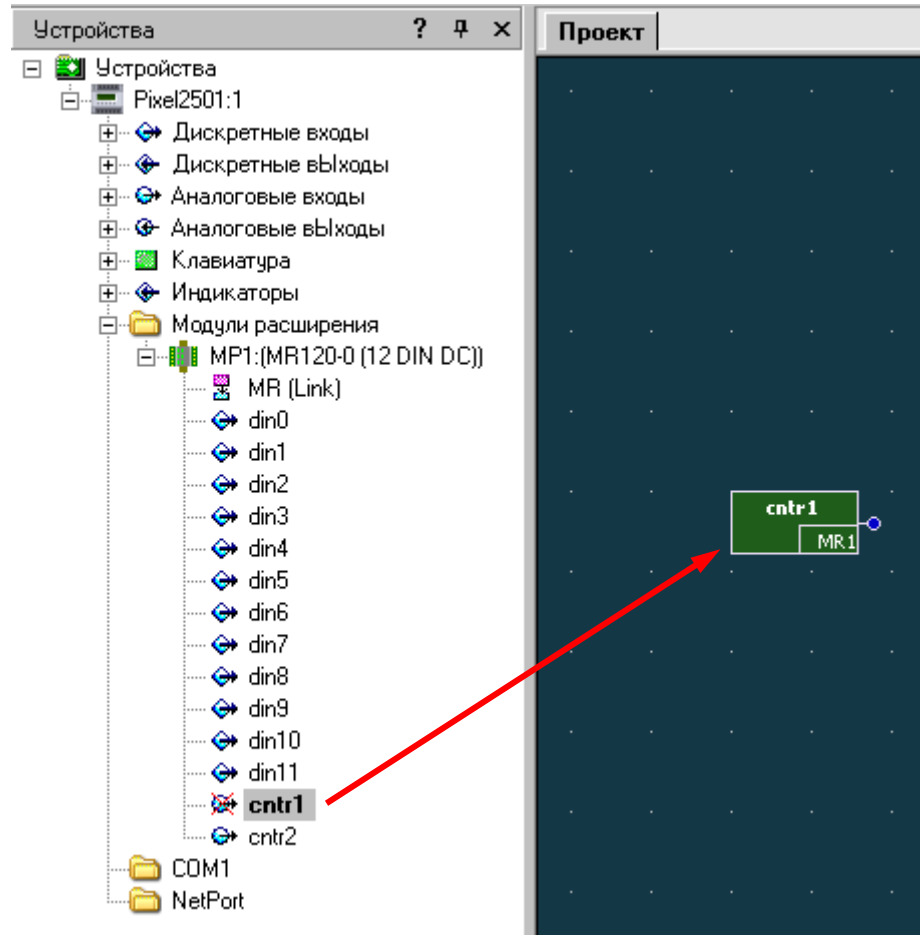 Устройства ? Проект
Устройства
Pixel2501:1
Дискретные входы
Дискретные вЫходы
Аналоговые входы
Аналоговые вЫходы
Клавиатура
Индикаторы
Модули расширения
MP1:(MR120-0 (12 DIN DC))
MR (Link)
din0
din1
din2
din3
din4
din5
din6
din7
din8
din9
din10
din11
cntr1
cntr2
COM1
NetPort
cntr1
MR1